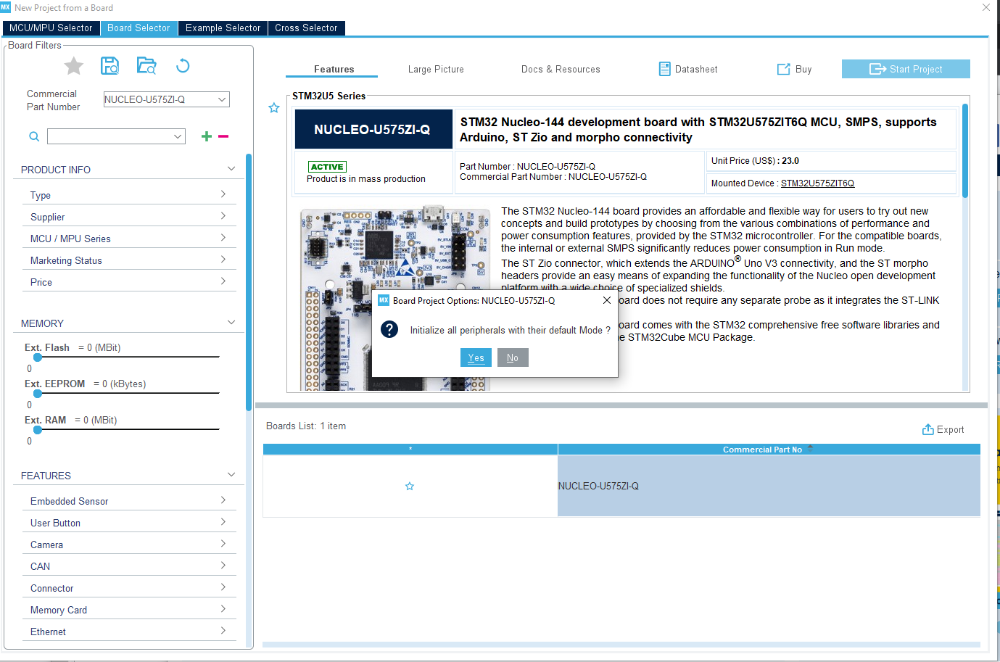 MX New Project from a Board
MCU/MPU Selector Board Selector Example Selector Cross Selector
Board Filters
Commercial
Part Number
NUCLEO-U575ZI-Q
PRODUCT INFO
Type
Supplier
MCU / MPU Series
Marketing Status
Price
MEMORY
Ext. Flash = 0 (MBit)
0
Ext. EEPROM = 0 (kBytes)
0
Ext. RAM = 0 (MBit)
0
FEATURES
Embedded Sensor
User Button
Camera
CAN
Connector
Memory Card
Ethernet
Features Large Picture Docs & Resources Datasheet Buy Start Project
STM32U5 Series
NUCLEO-U575ZI-Q
STM32 Nucleo-144 development board with STM32U575ZIT6Q MCU, SMPS, supports
Arduino, ST Zio and morpho connectivity
ACTIVE
Product is in mass production
Part Number : NUCLEO-U575ZI-Q
Commercial Part Number : NUCLEO-U575ZI-Q
Unit Price (US$) : 23.0
Mounted Device : STM32U575ZIT6Q
The STM32 Nucleo-144 board provides an affordable and flexible way for users to try out new
concepts and build prototypes by choosing from the various combinations of performance and
power consumption features, provided by the STM32 microcontroller. For the compatible boards,
the internal or external SMPS significantly reduces power consumption in Run mode.
The ST Zio connector, which extends the ARDUINO® Uno V3 connectivity, and the ST morpho
headers provide an easy means of expanding the functionality of the Nucleo open development
platform with a wide choice of specialized shields.
oard does not require any separate probe as it integrates the ST-LINK
oard comes with the STM32 comprehensive free software libraries and
e STM32Cube MCU Package.
MX Board Project Options: NUCLEO-U575ZI-Q
? Initialize all peripherals with their default Mode ?
Yes No
Boards List: 1 item
Export
* Commercial Part No
NUCLEO-U575ZI-Q